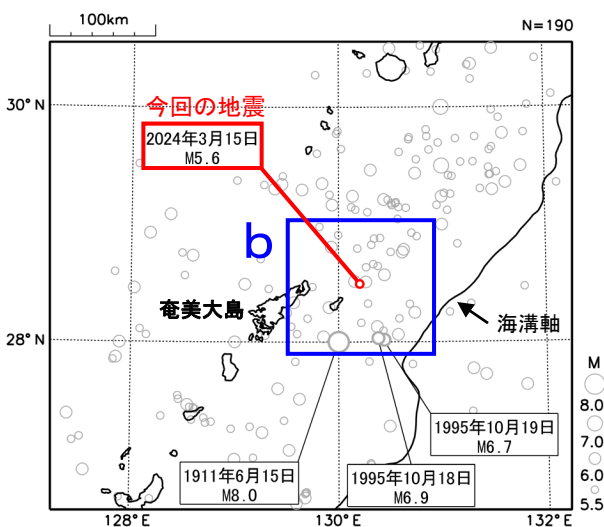 100km
N=190
30°N
今回の地震
2024年3月15日
M5.6
b
奄美大島
海溝軸
28°N
M
8.0
7.0
6.0
5.5
1995年10月19日
M6.7
1911年6月15日
M8.0
1995年10月18日
M6.9
128°E
130°E
132°E